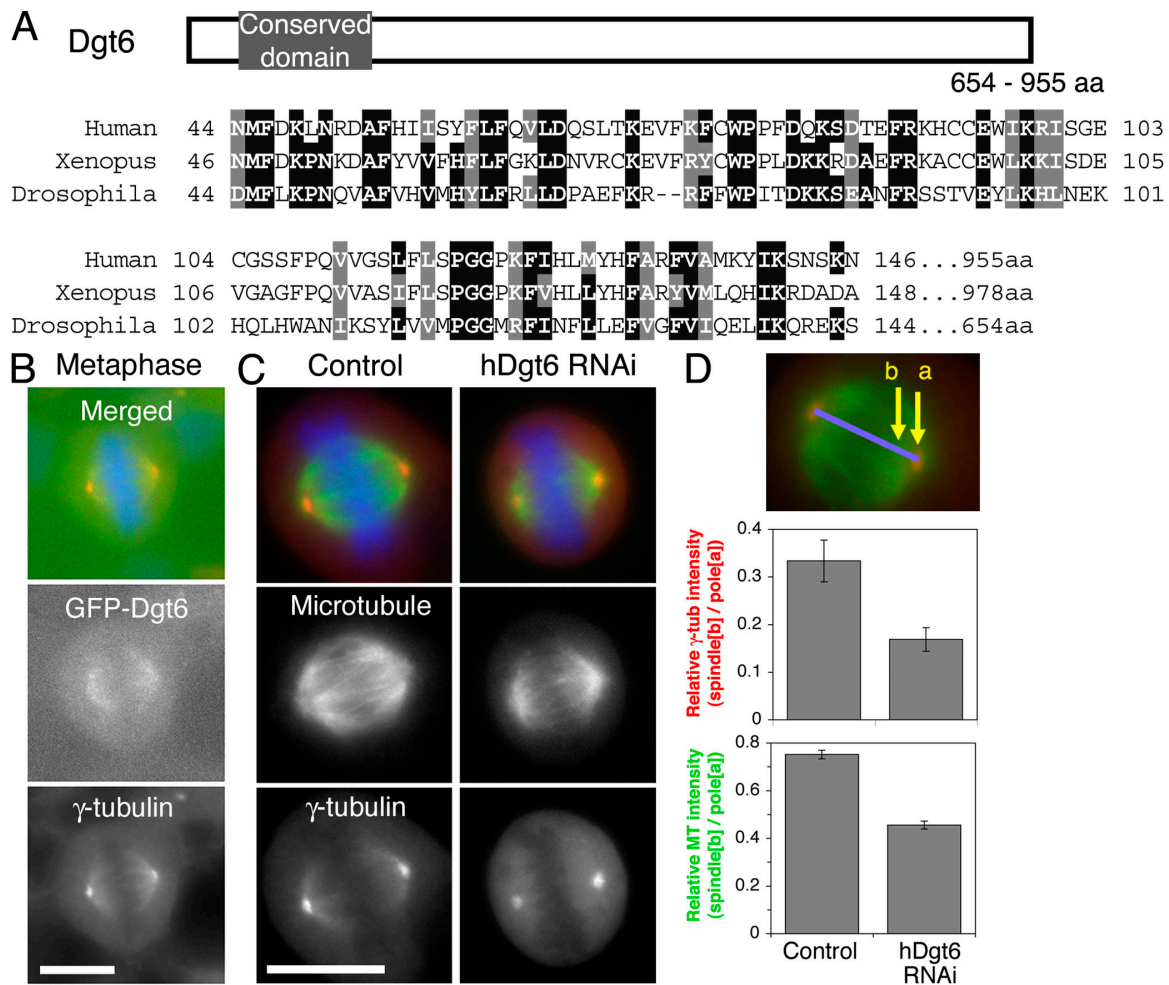 A
Dgt6
Conserved
domain
654 - 955 aa
Human 44 NMFDKLNRDAFHIISYFLFQVLDQSLTKEVFKFCWPPFDQKSDTEFRKHCCEWIKRISGE 103
Xenopus 46 NMFDKPNKDAFYVVFHFLFGKLDNVRCKEVFRYCWPPLDKKRDAEFRKACCEWLKKISDE 105
Drosophila 44 DMFLKPNQVAFVHVMHYLFRLLDPAEFKR--RFFWPITDKKSEANFRSSTVEYLKHLNEK 101
Human 104 CGSSFPQVVGSLFLSPGGPKFIHLMYHFARFVAMKYIKSNSKN 146...955aa
Xenopus 106 VGAGFPQVVASIFLSPGGPKFVHLLYHFARYVMLQHIKRDADA 148...978aa
Drosophila 102 HQLHWANIKSYLVVMPGGMRFINFLLEFVGFVIQELIKQREKS 144...654aa
B
Metaphase
Merged
GFP-Dgt6
γ-tubulin
C
Control
hDgt6 RNAi
Microtubule
γ-tubulin
D
b
a
Relative γ-tub intensity
(spindle[b] / pole[a])
0.4
0.3
0.2
0.1
0
Relative MT intensity
(spindle[b] / pole[a])
0.8
0.6
0.4
0.2
0
Control
hDgt6
RNAi